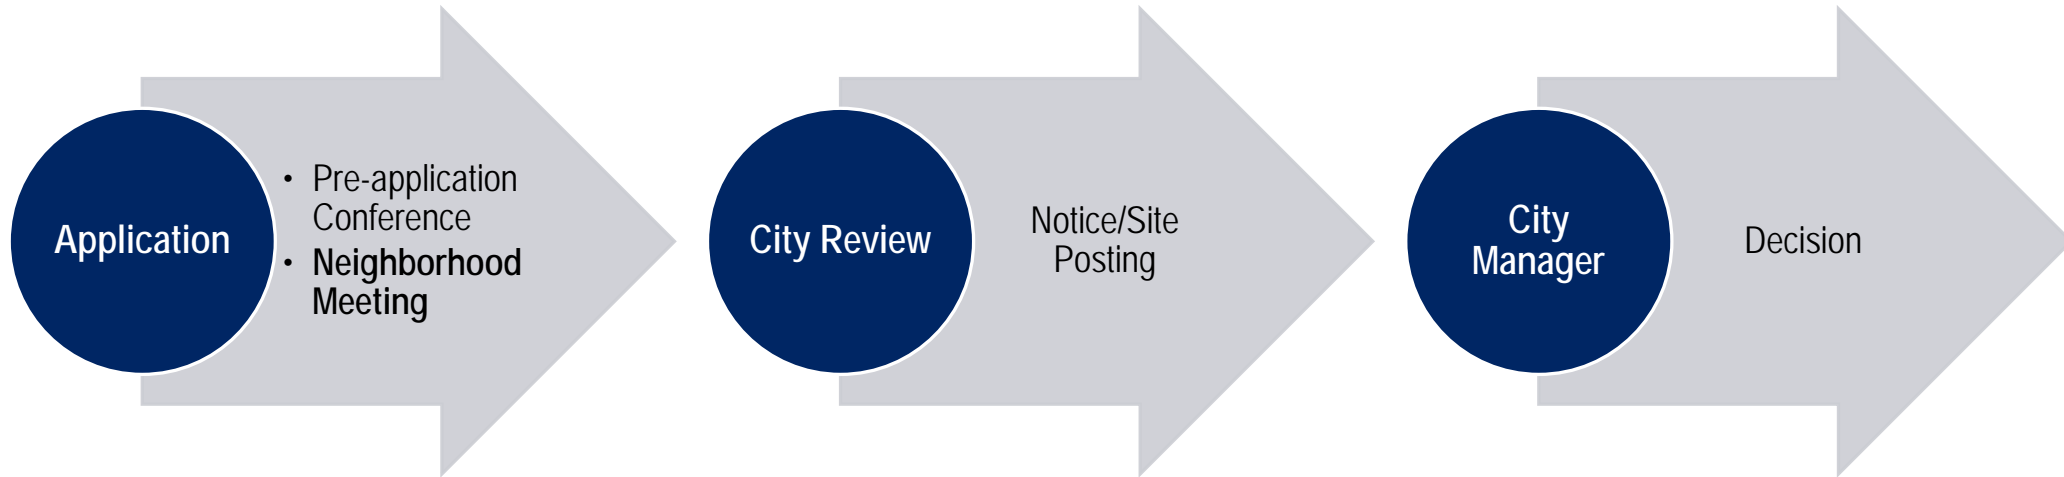 Application
• Pre-application
Conference
• Neighborhood
Meeting
City Review
Notice/Site
Posting
City
Manager
Decision